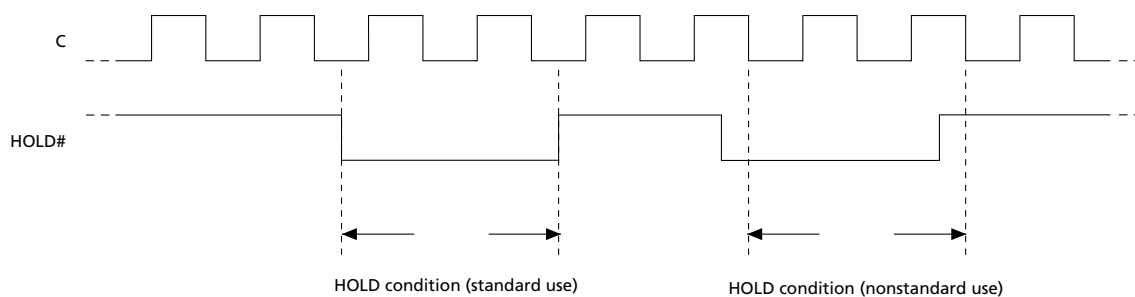 C
HOLD#
HOLD condition (standard use)
HOLD condition (nonstandard use)